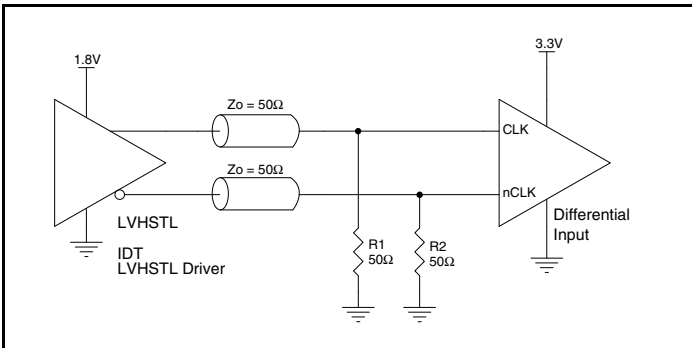 1.8V
3.3V
Zo = 50Ω
CLK
Zo = 50Ω
nCLK
LVHSTL
Differential
Input
R1
50Ω
R2
50Ω
IDT
LVHSTL Driver